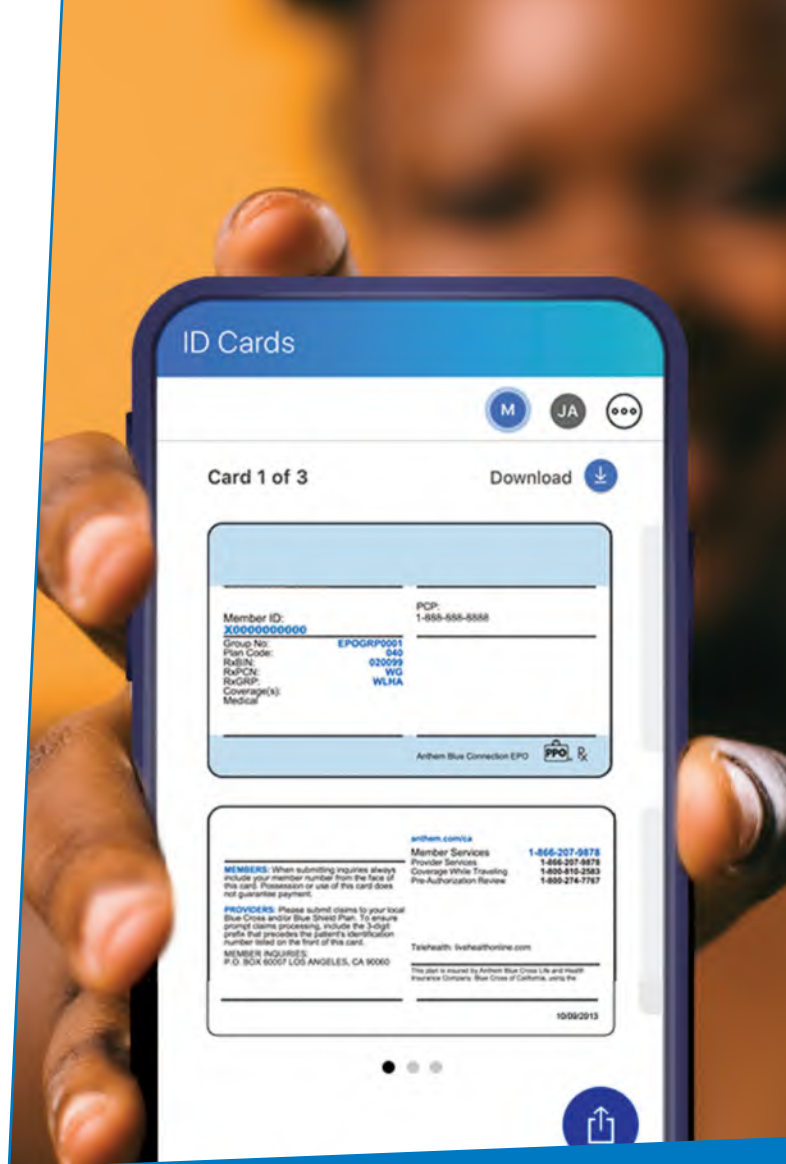 ID Cards
M
JA
Card 1 of 3
Download
Member ID:
X0000000000
Group No: EPOGRP0001
Plan Code: 040
RxBIN: 020099
RxPCN: WG
RxGRP: WLHA
Coverage(s):
Medical
PCP:
1-888-888-8888
Anthem Blue Connection EPO
PPO
Rx
MEMBERS: When submitting inquiries always
include your member number from the face of
this card. Possession or use of this card does
not guarantee payment.
PROVIDERS: Please submit claims to your local
Blue Cross and/or Blue Shield Plan. To ensure
prompt claims processing, include the 3-digit
prefix that precedes the patient's identification
number listed on the front of this card.
MEMBER INQUIRIES:
P.O. BOX 60007 LOS ANGELES, CA 90060
anthem.com/ca
Member Services 1-866-207-9878
Provider Services 1-866-207-9878
Coverage While Traveling 1-800-810-2583
Pre-Authorization Review 1-800-274-7767
Telehealth: livehealthonline.com
This plan is insured by Anthem Blue Cross Life and Health
Insurance Company. Blue Cross of California, using the
10/09/2013